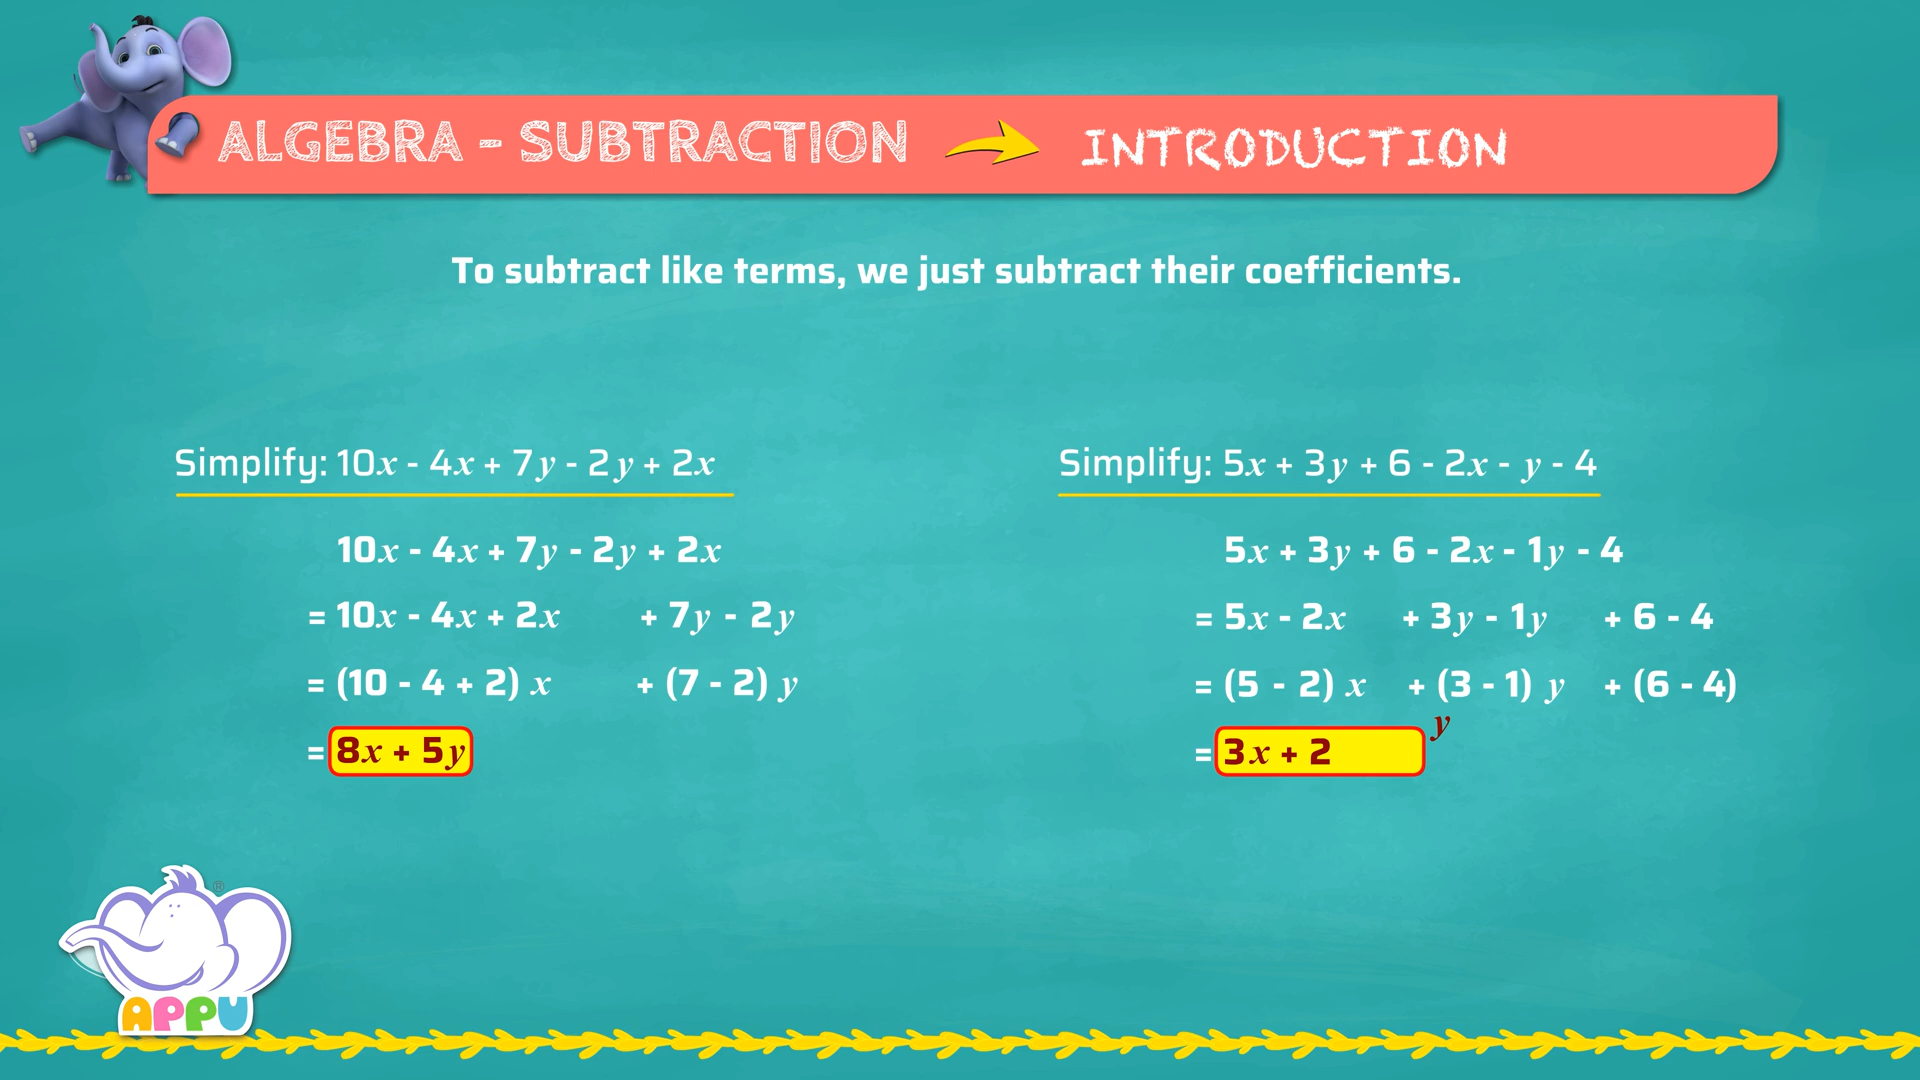 ALGEBRA - SUBTRACTION INTRODUCTION
To subtract like terms, we just subtract their coefficients.
Simplify: 10x - 4x + 7y - 2y + 2x
10x - 4x + 7y - 2y + 2x
= 10x - 4x + 2x + 7y - 2y
= (10 - 4 + 2) x + (7 - 2) y
= 8x + 5y
Simplify: 5x + 3y + 6 - 2x - y - 4
5x + 3y + 6 - 2x - 1y - 4
= 5x - 2x + 3y - 1y + 6 - 4
= (5 - 2) x + (3 - 1) y + (6 - 4)
= 3x + 2 y
APPU ®